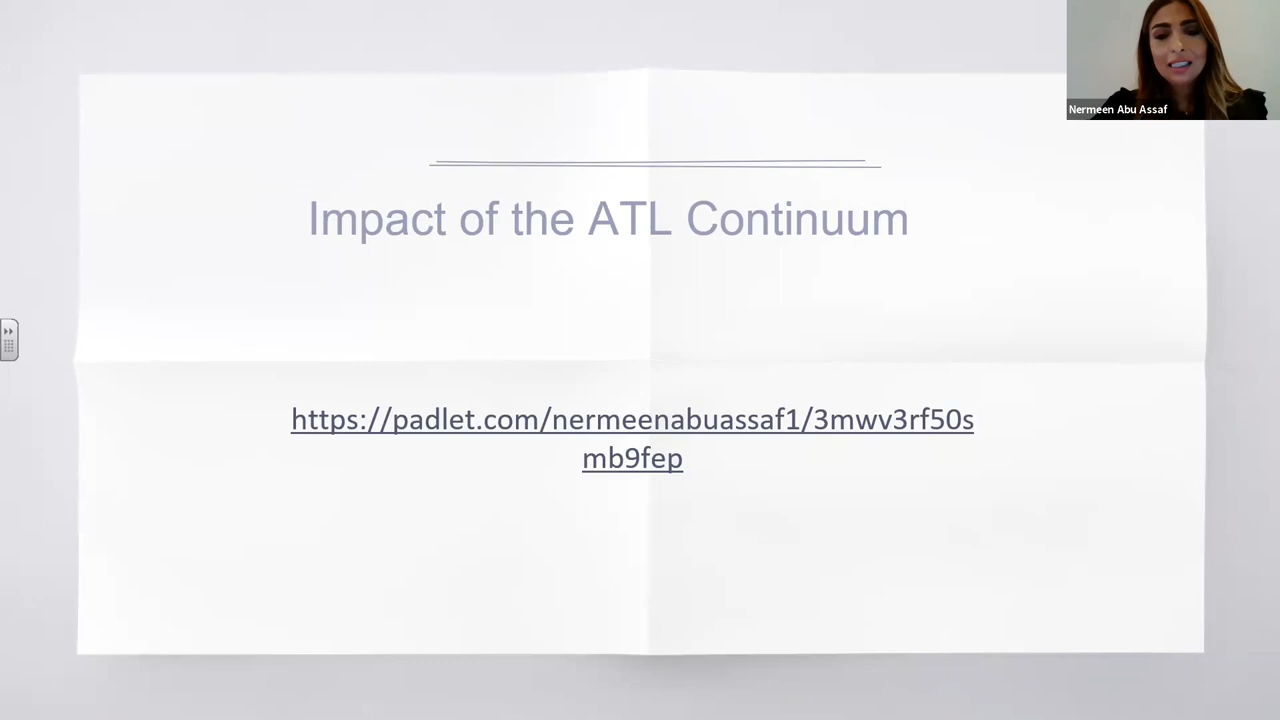 Nermeen Abu Assaf
Impact of the ATL Continuum
https://padlet.com/nermeenabuassaf1/3mwv3rf50s
mb9fep